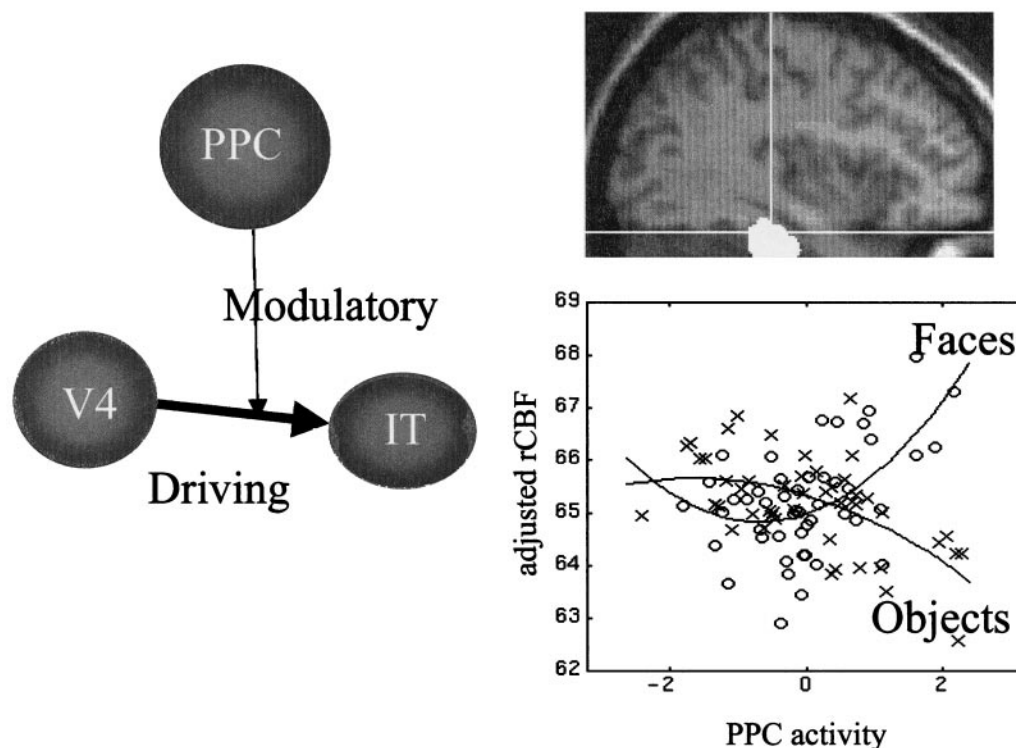 PPC
Modulatory
V4
IT
Driving
69
68
67
66
65
64
63
62
adjusted rCBF
Faces
Objects
-2
0
2
PPC activity